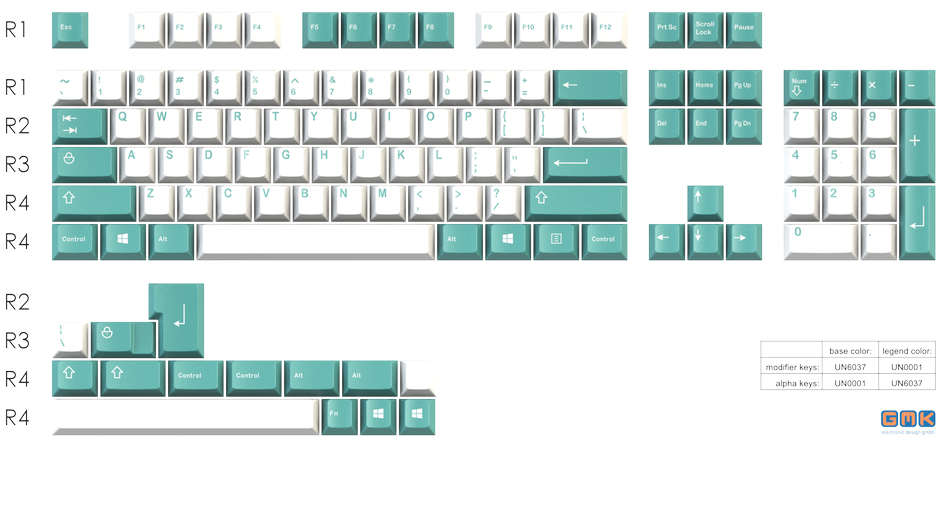 R1 Esc F1 F2 F3 F4 F5 F6 F7 F8 F9 F10 F11 F12 Prt Sc Scroll Lock Pause
R1 ~ ` ! 1 @ 2 # 3 $ 4 % 5 ^ 6 & 7 * 8 ( 9 ) 0 _ - + = ← Ins Home Pg Up Num ⇩ ÷ × −
R2 Q W E R T Y U I O P { [ } ] | \ Del End Pg Dn 7 8 9 +
R3 A S D F G H J K L : ; " ' 4 5 6
R4 ⇧ Z X C V B N M < , > . ? / ⇧ ↑ 1 2 3
R4 Control Alt Alt Control ← ↓ → 0 .
R2
R3 | \
R4 ⇧ ⇧ Control Control Alt Alt
R4 Fn
base color: legend color:
modifier keys: UN6037 UN0001
alpha keys: UN0001 UN6037
GMK
electronic design gmbh